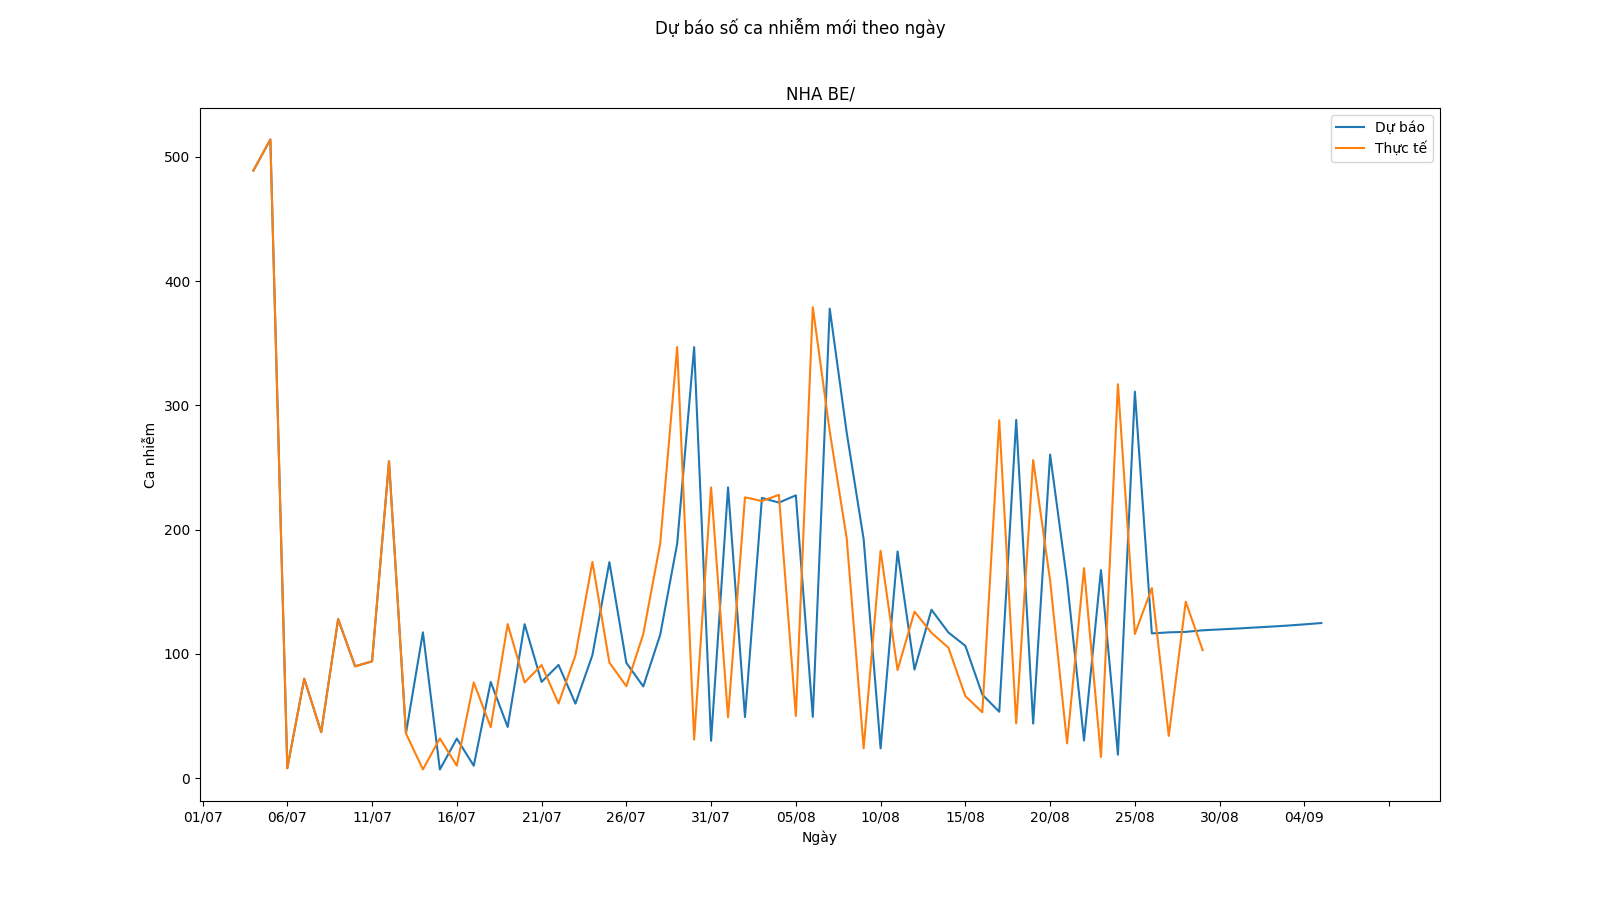 Dự báo số ca nhiễm mới theo ngày
NHA BE/
Dự báo
Thực tế
500
400
300
200
100
0
Ca nhiễm
01/07 06/07 11/07 16/07 21/07 26/07 31/07 05/08 10/08 15/08 20/08 25/08 30/08 04/09
Ngày